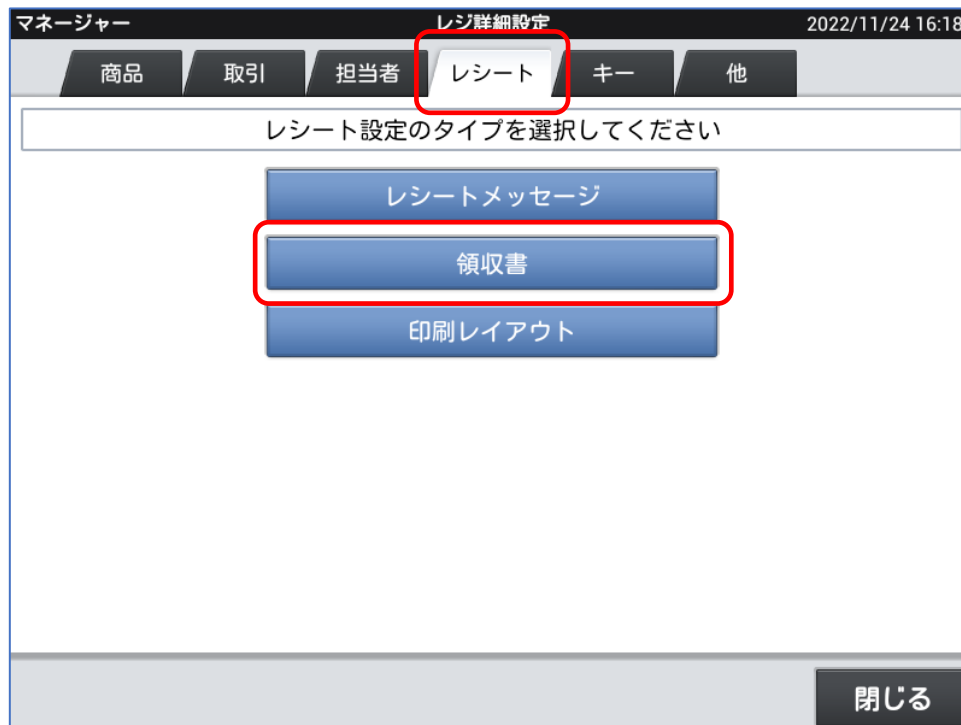 マネージャー レジ詳細設定 2022/11/24 16:18
商品 取引 担当者 レシート キー 他
レシート設定のタイプを選択してください
レシートメッセージ
領収書
印刷レイアウト
閉じる